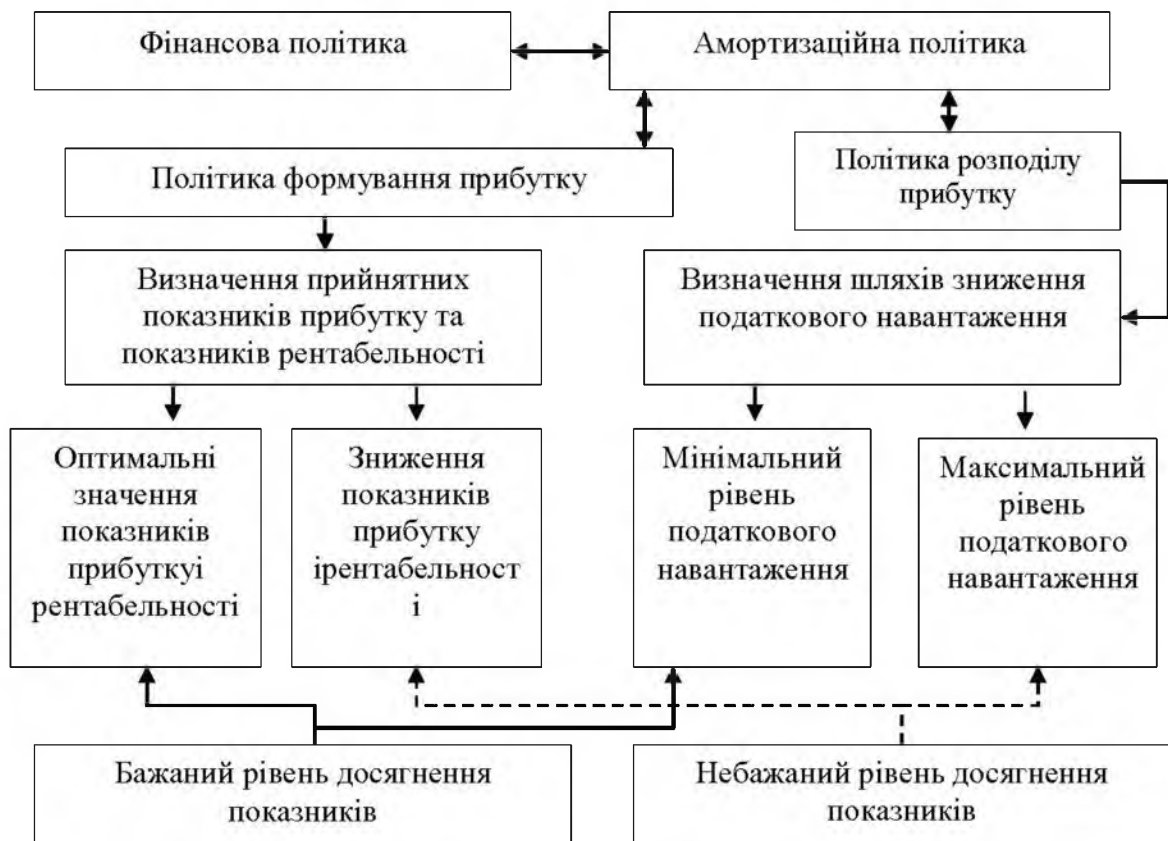 Фінансова політика
Амортизаційна політика
Політика формування прибутку
Політика розподілу
прибутку
Визначення прийнятних
показників прибутку та
показників рентабельності
Визначення шляхів зниження
податкового навантаження
Оптимальні
значення
показників
прибуткуі
рентабельності
Зниження
показників
прибутку
ірентабельност
і
Мінімальний
рівень
податкового
навантаження
Максимальний
рівень
податкового
навантаження
Бажаний рівень досягнення
показників
Небажаний рівень досягнення
показників